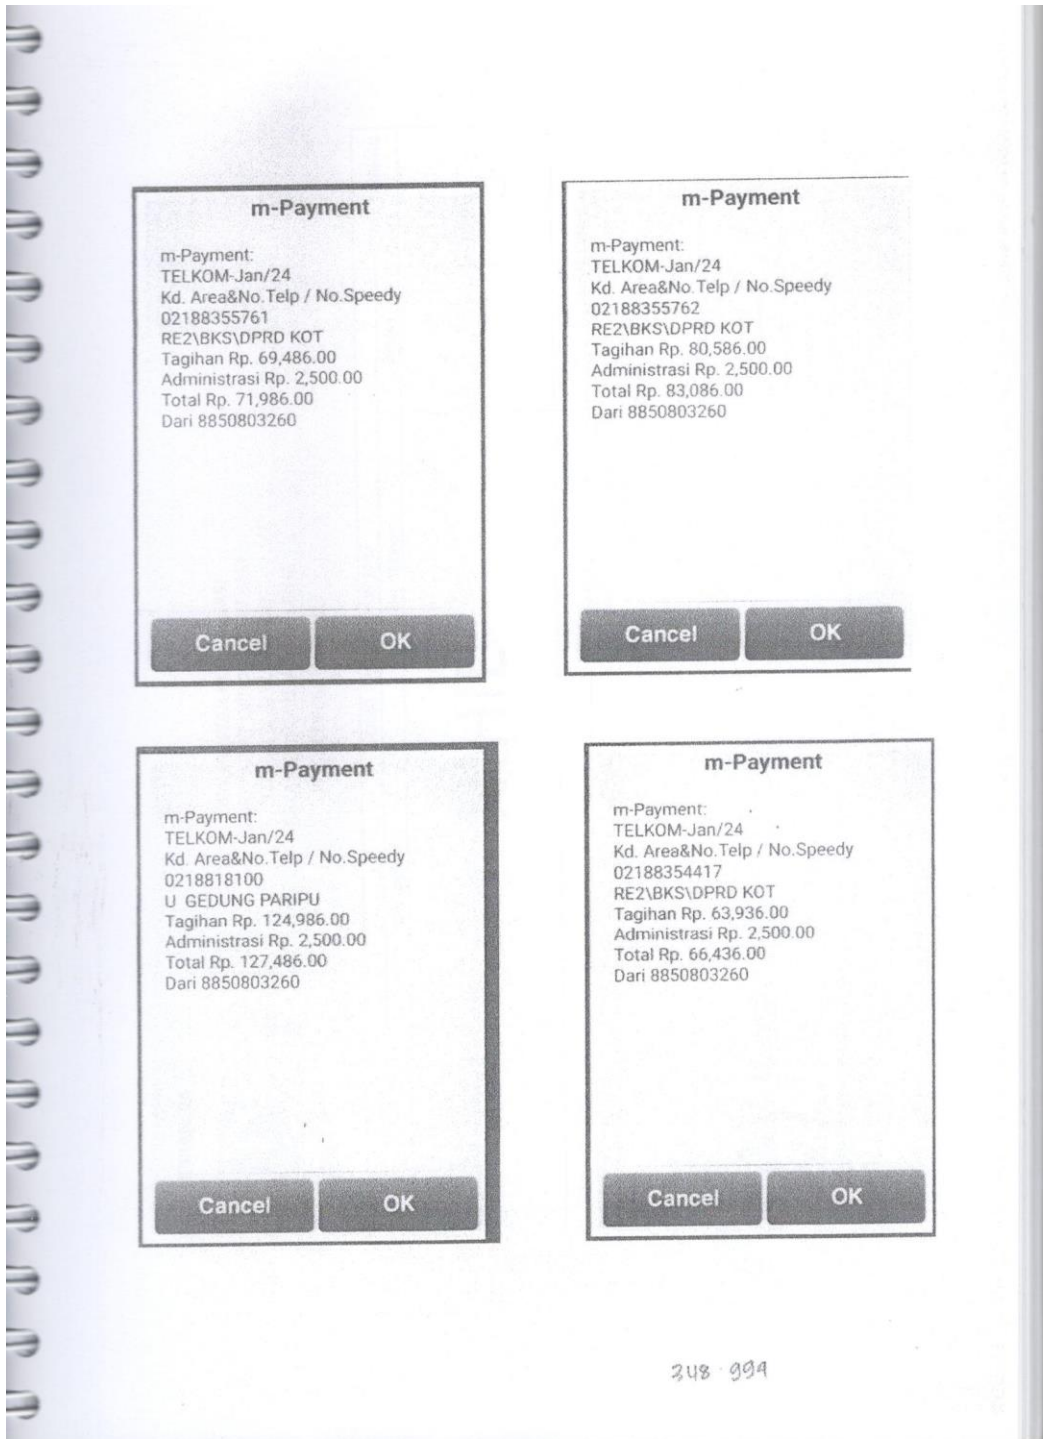 m-Payment
m-Payment:
TELKOM-Jan/24
Kd. Area&No.Telp / No.Speedy
02188355761
RE2\BKS\DPRD KOT
Tagihan Rp. 69,486.00
Administrasi Rp. 2,500.00
Total Rp. 71,986.00
Dari 8850803260
Cancel
OK
m-Payment
m-Payment:
TELKOM-Jan/24
Kd. Area&No.Telp / No.Speedy
02188355762
RE2\BKS\DPRD KOT
Tagihan Rp. 80,586.00
Administrasi Rp. 2,500.00
Total Rp. 83,086.00
Dari 8850803260
Cancel
OK
m-Payment
m-Payment:
TELKOM-Jan/24
Kd. Area&No.Telp / No.Speedy
0218818100
U GEDUNG PARIPU
Tagihan Rp. 124,986.00
Administrasi Rp. 2,500.00
Total Rp. 127,486.00
Dari 8850803260
Cancel
OK
m-Payment
m-Payment:
TELKOM-Jan/24
Kd. Area&No.Telp / No.Speedy
02188354417
RE2\BKS\DPRD KOT
Tagihan Rp. 63,936.00
Administrasi Rp. 2,500.00
Total Rp. 66,436.00
Dari 8850803260
Cancel
OK
348.994